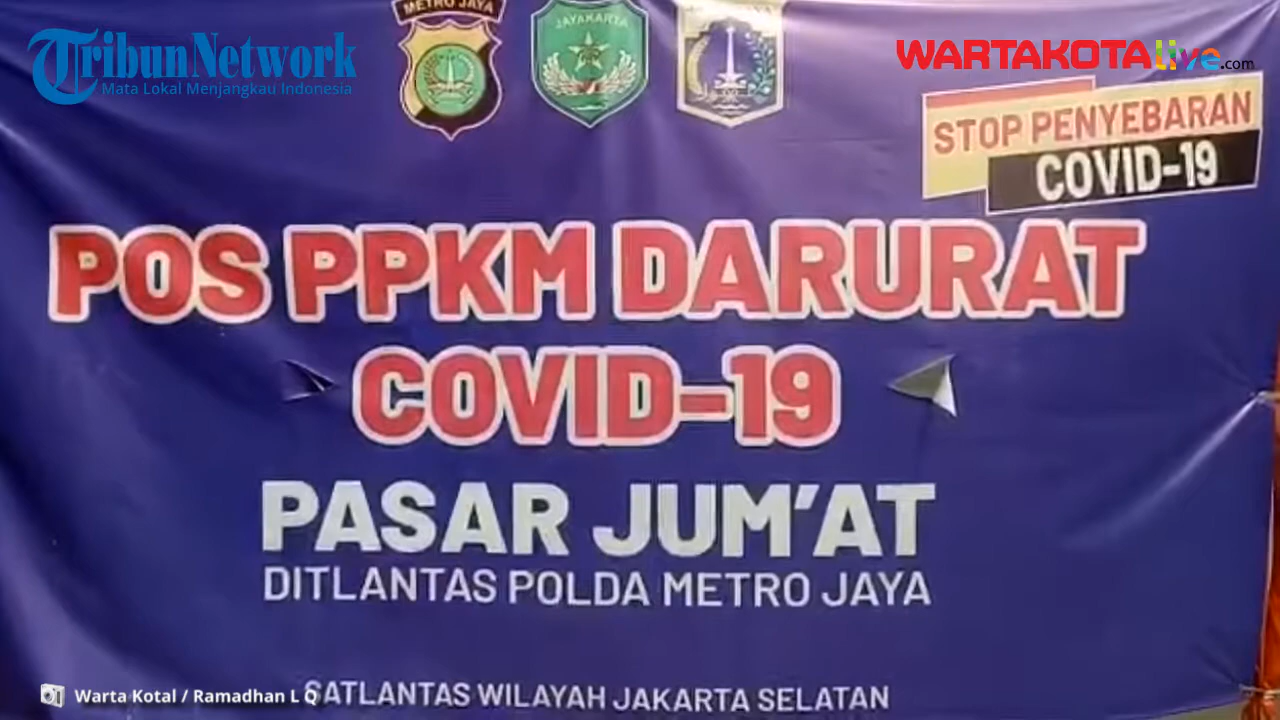 METRO JAYA
JAYAKARTA
TribunNetwork
Mata Lokal Menjangkau Indonesia
WARTAKOTAlive.com
STOP PENYEBARAN
COVID-19
POS PPKM DARURAT
COVID-19
PASAR JUM'AT
DITLANTAS POLDA METRO JAYA
SATLANTAS WILAYAH JAKARTA SELATAN
Warta Kotal / Ramadhan L Q